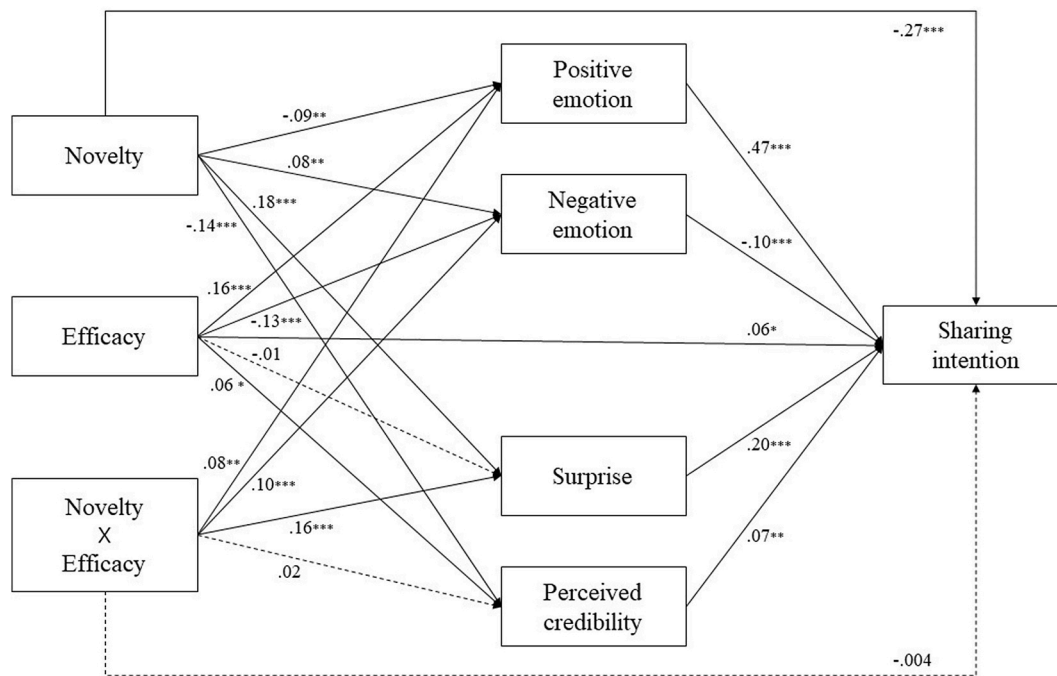 -.27***
Positive
emotion
-.09**
Novelty
.47***
.08**
Negative
emotion
.18***
-.14***
-.10***
.16***
Efficacy
-.13***
.06*
Sharing
intention
-.01
.06 *
.08**
Surprise
.20***
.10***
Novelty
X
Efficacy
.16***
.07**
.02
Perceived
credibility
-.004